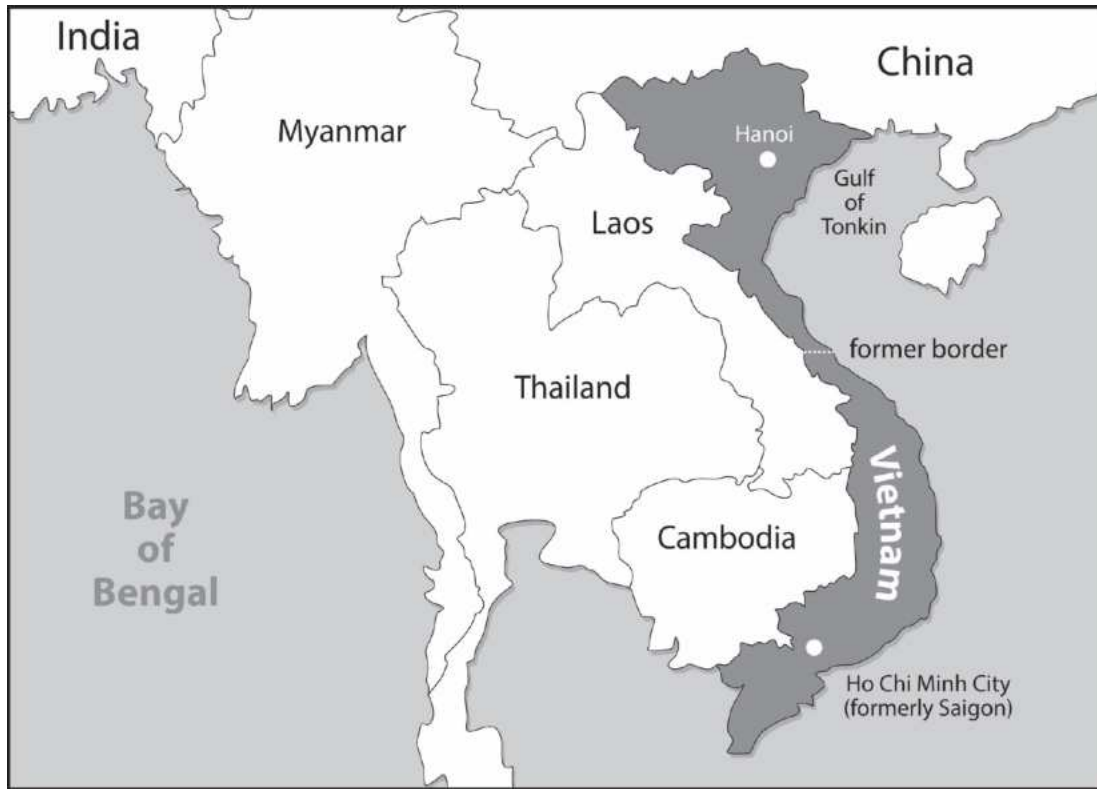 India
China
Myanmar
Hanoi
Gulf
of
Tonkin
Laos
former border
Thailand
Vietnam
Bay
of
Bengal
Cambodia
Ho Chi Minh City
(formerly Saigon)